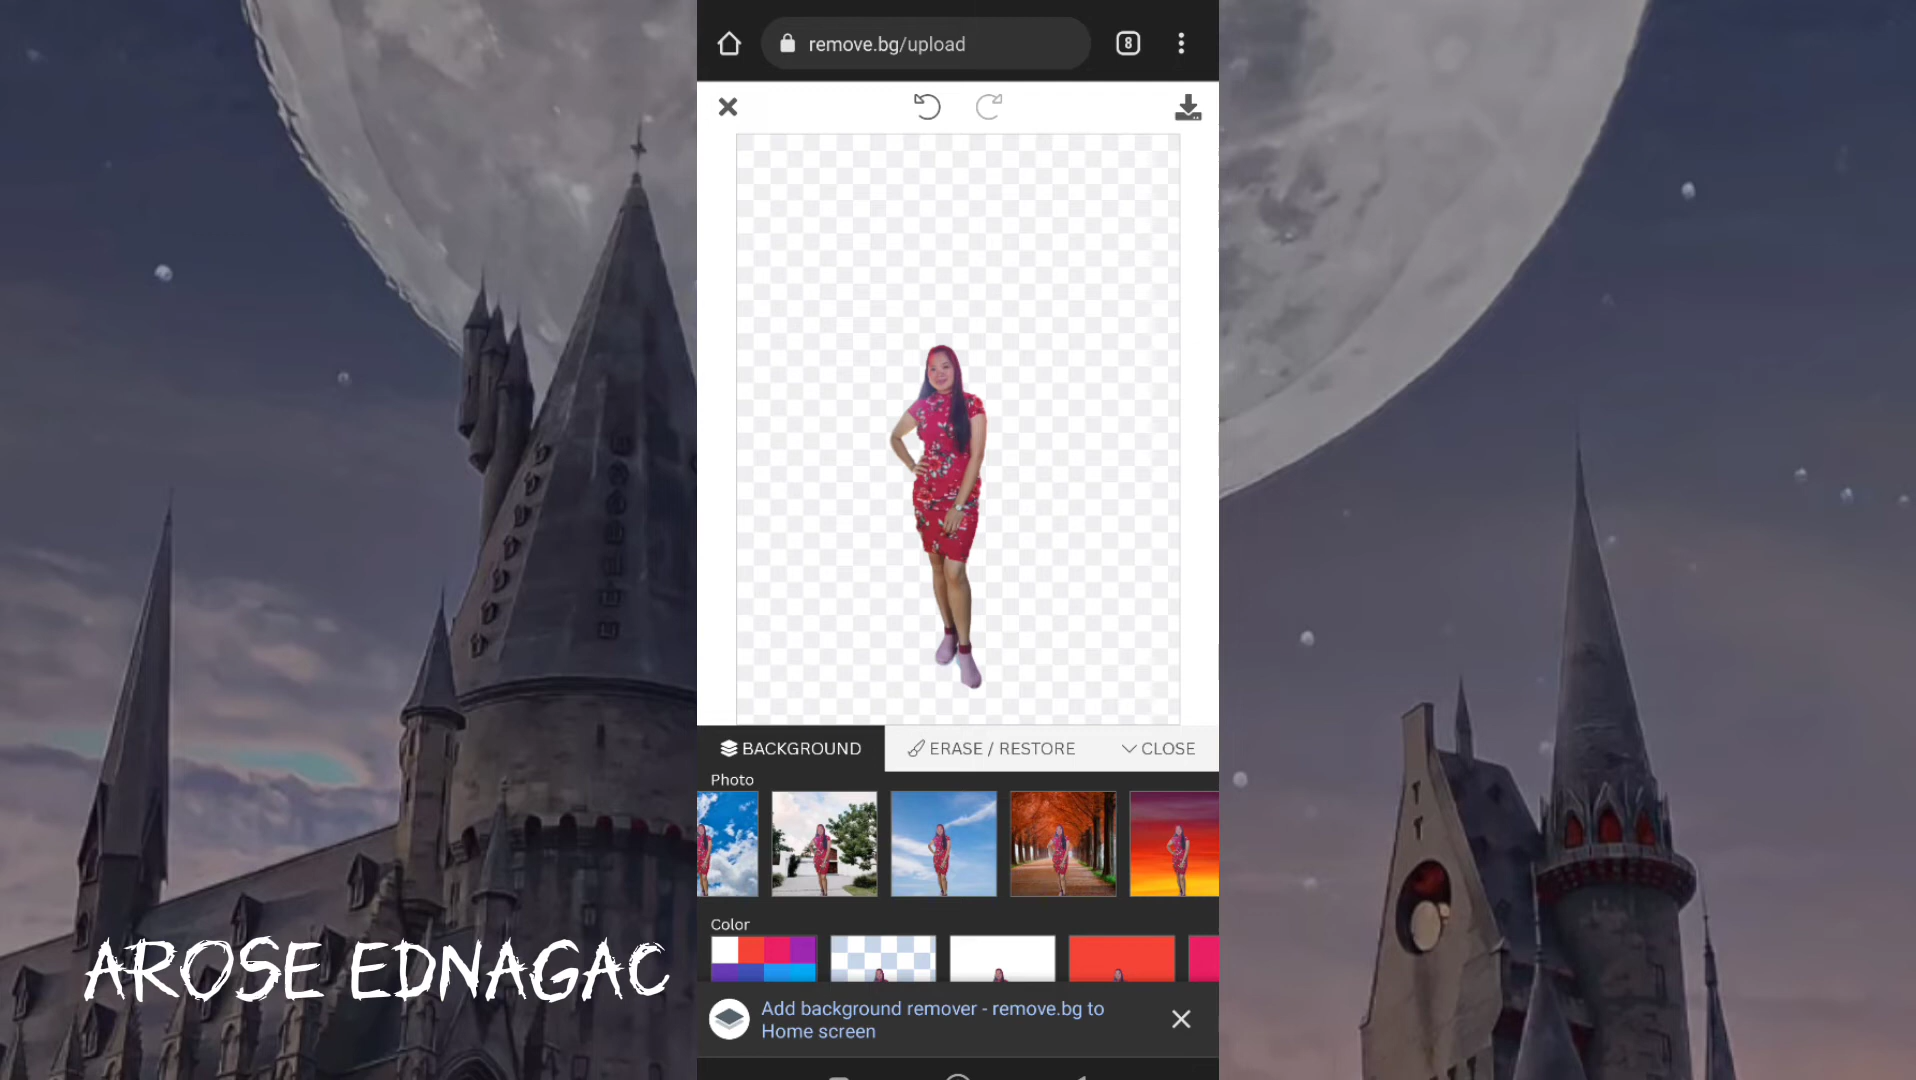 8
remove.bg/upload
BACKGROUND
ERASE / RESTORE
CLOSE
Photo
Color
Add background remover - remove.bg to
Home screen
AROSE EDNAGAC